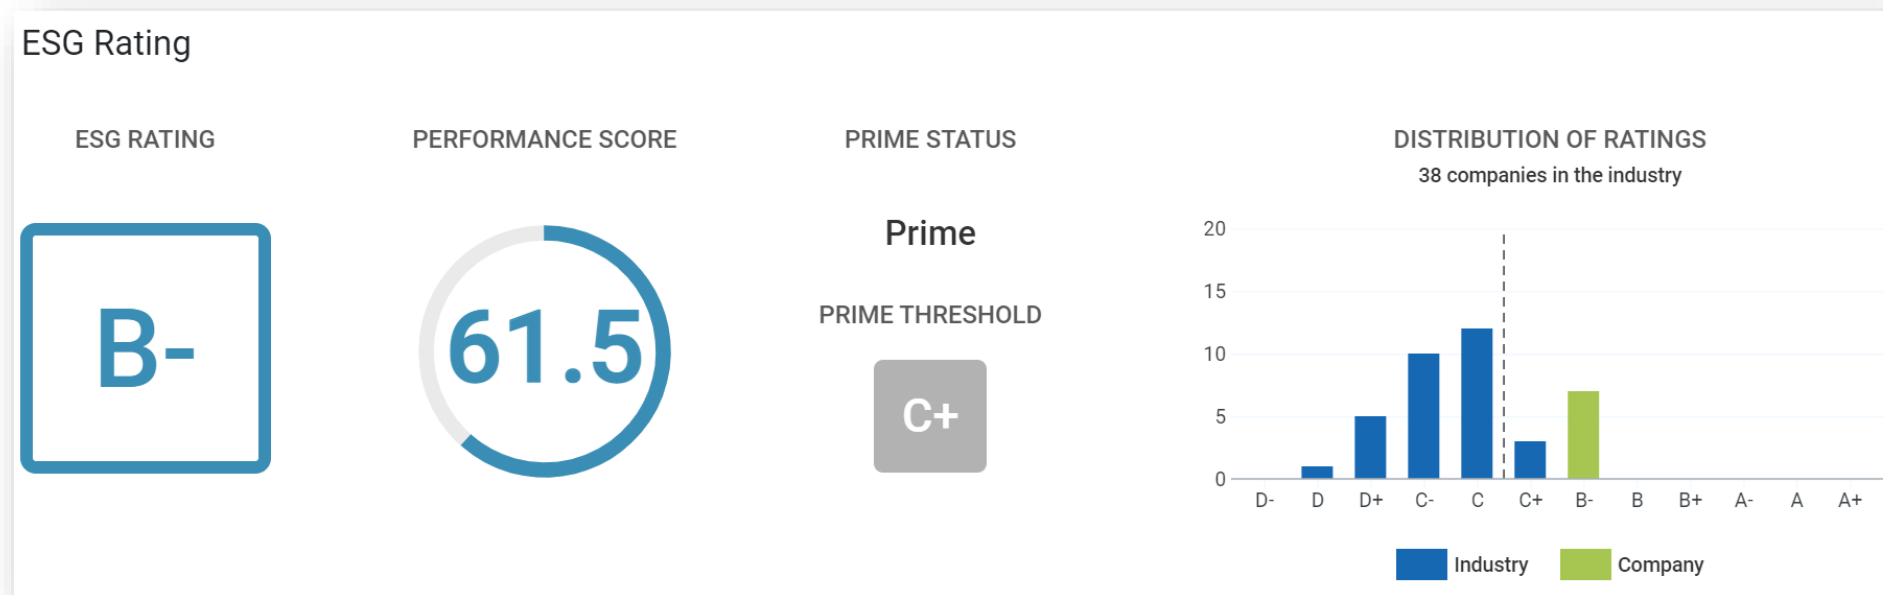 ESG Rating
ESG RATING
B-
PERFORMANCE SCORE
61.5
PRIME STATUS
Prime
PRIME THRESHOLD
C+
DISTRIBUTION OF RATINGS
38 companies in the industry
20
15
10
5
0
D- D D+ C- C C+ B- B B+ A- A A+
Industry Company